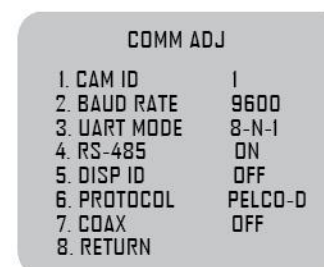 COMM ADJ
1. CAM ID 1
2. BAUD RATE 9600
3. UART MODE 8-N-1
4. RS-485 ON
5. DISP ID OFF
6. PROTOCOL PELCO-D
7. COAX OFF
8. RETURN